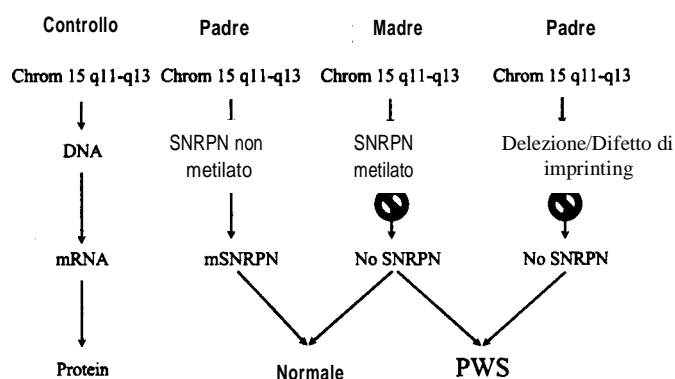 Controllo Padre Madre Padre
Chrom 15 q11-q13 Chrom 15 q11-q13 Chrom 15 q11-q13 Chrom 15 q11-q13
DNA SNRPN non metilato SNRPN metilato Delezione/Difetto di imprinting
mRNA mSNRPN No SNRPN No SNRPN
Protein Normale PWS